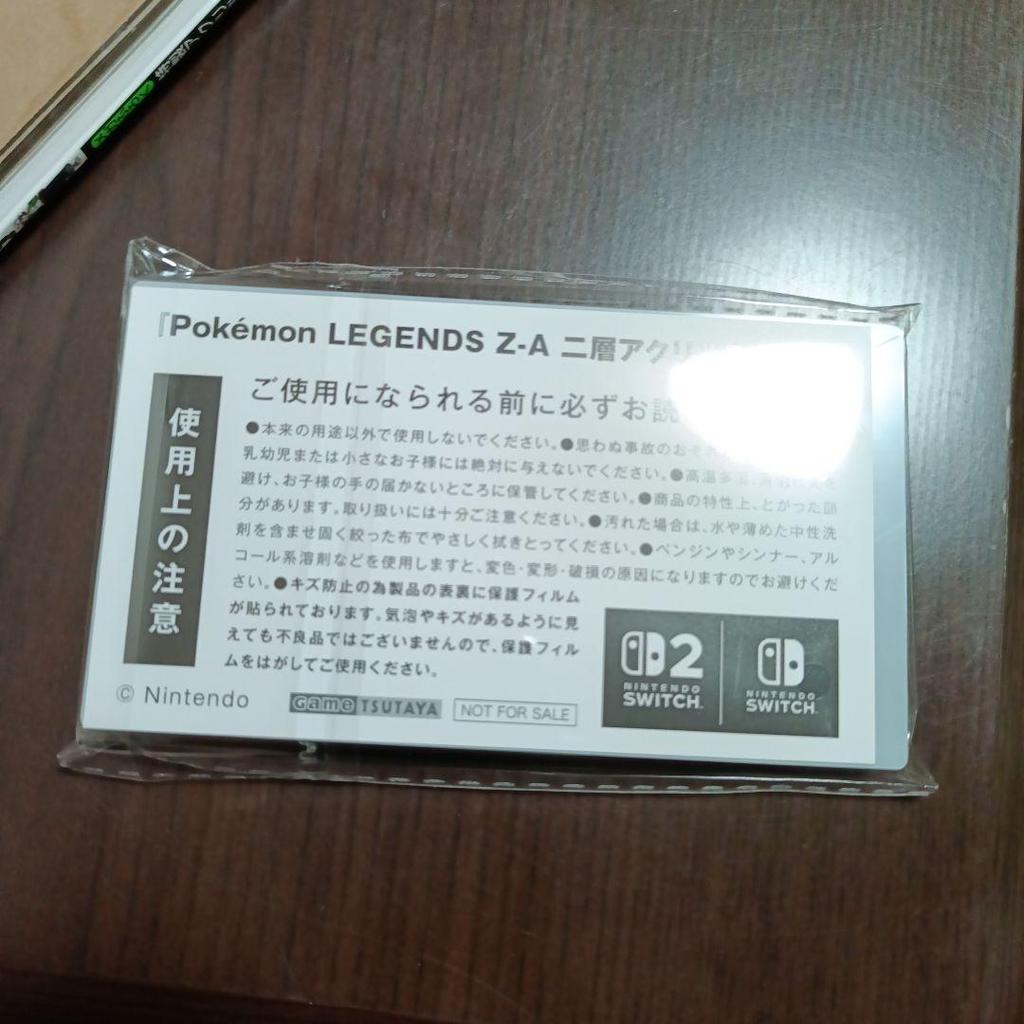 「Pokémon LEGENDS Z-A 二層アクリ
使用上の注意
ご使用になられる前に必ずお読
●本来の用途以外で使用しないでください。●思わぬ事故のおそれ
乳幼児または小さなお子様には絶対に与えないでください。●高温多湿、
避け、お子様の手の届かないところに保管してください。●商品の特性上、とがった部
分があります。取り扱いには十分ご注意ください。●汚れた場合は、水や薄めた中性洗
剤を含ませ固く絞った布でやさしく拭きとってください。●ベンジンやシンナー、アル
コール系溶剤などを使用しますと、変色・変形・破損の原因になりますのでお避けくだ
さい。●キズ防止の為製品の表裏に保護フィルム
が貼られております。気泡やキズがあるように見
えても不良品ではございませんので、保護フィル
ムをはがしてご使用ください。
© Nintendo
Game TSUTAYA
NOT FOR SALE
2
NINTENDO
SWITCH
NINTENDO
SWITCH